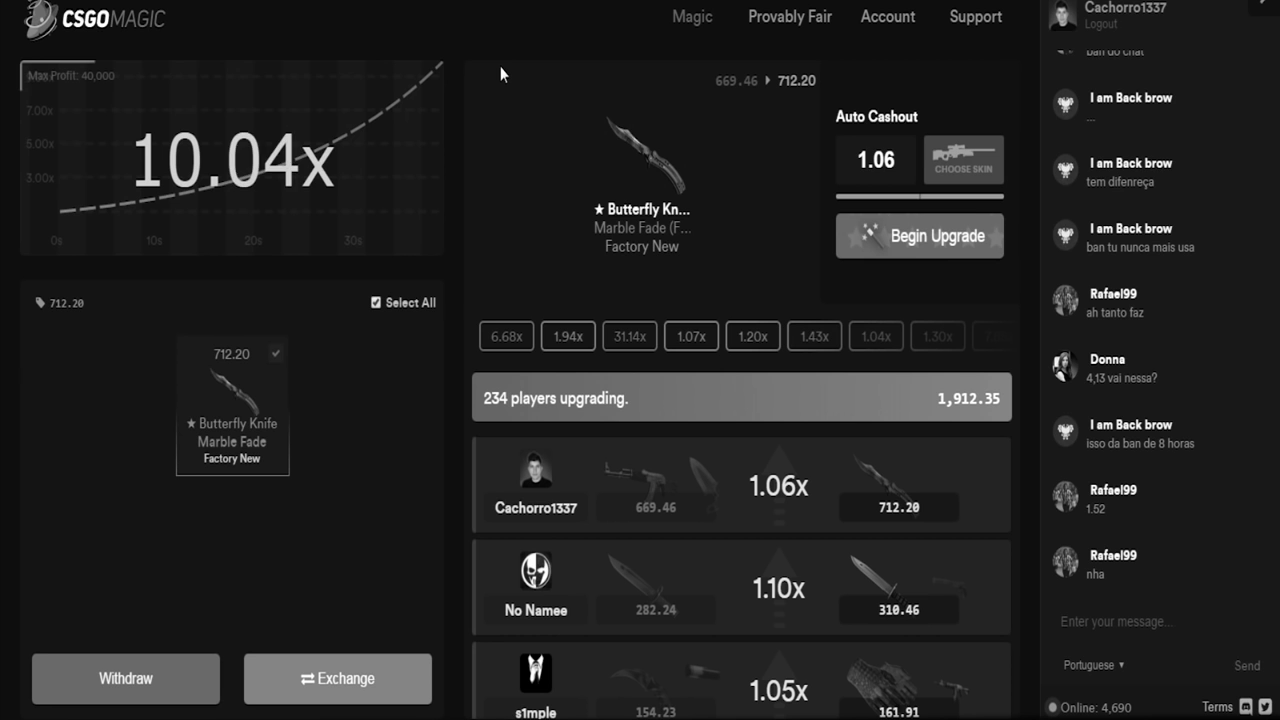 CSGOMAGIC
Magic
Provably Fair
Account
Support
Cachorro1337
Logout
Max Profit: 40,000
7.00x
5.00x
3.00x
10.04x
0s
10s
20s
30s
669.46
712.20
★ Butterfly Kn...
Marble Fade (F...
Factory New
Auto Cashout
1.06
CHOOSE SKIN
Begin Upgrade
712.20
Select All
712.20
★ Butterfly Knife
Marble Fade
Factory New
Withdraw
Exchange
6.68x
1.94x
31.14x
1.07x
1.20x
1.43x
1.04x
1.30x
234 players upgrading.
1,912.35
Cachorro1337
669.46
1.06x
712.20
No Namee
282.24
1.10x
310.46
s1mple
154.23
1.05x
161.91
ban do chat
I am Back brow
...
I am Back brow
tem difenreça
I am Back brow
ban tu nunca mais usa
Rafael99
ah tanto faz
Donna
4,13 vai nessa?
I am Back brow
isso da ban de 8 horas
Rafael99
1.52
Rafael99
nha
Enter your message...
Portuguese
Send
Online: 4,690
Terms